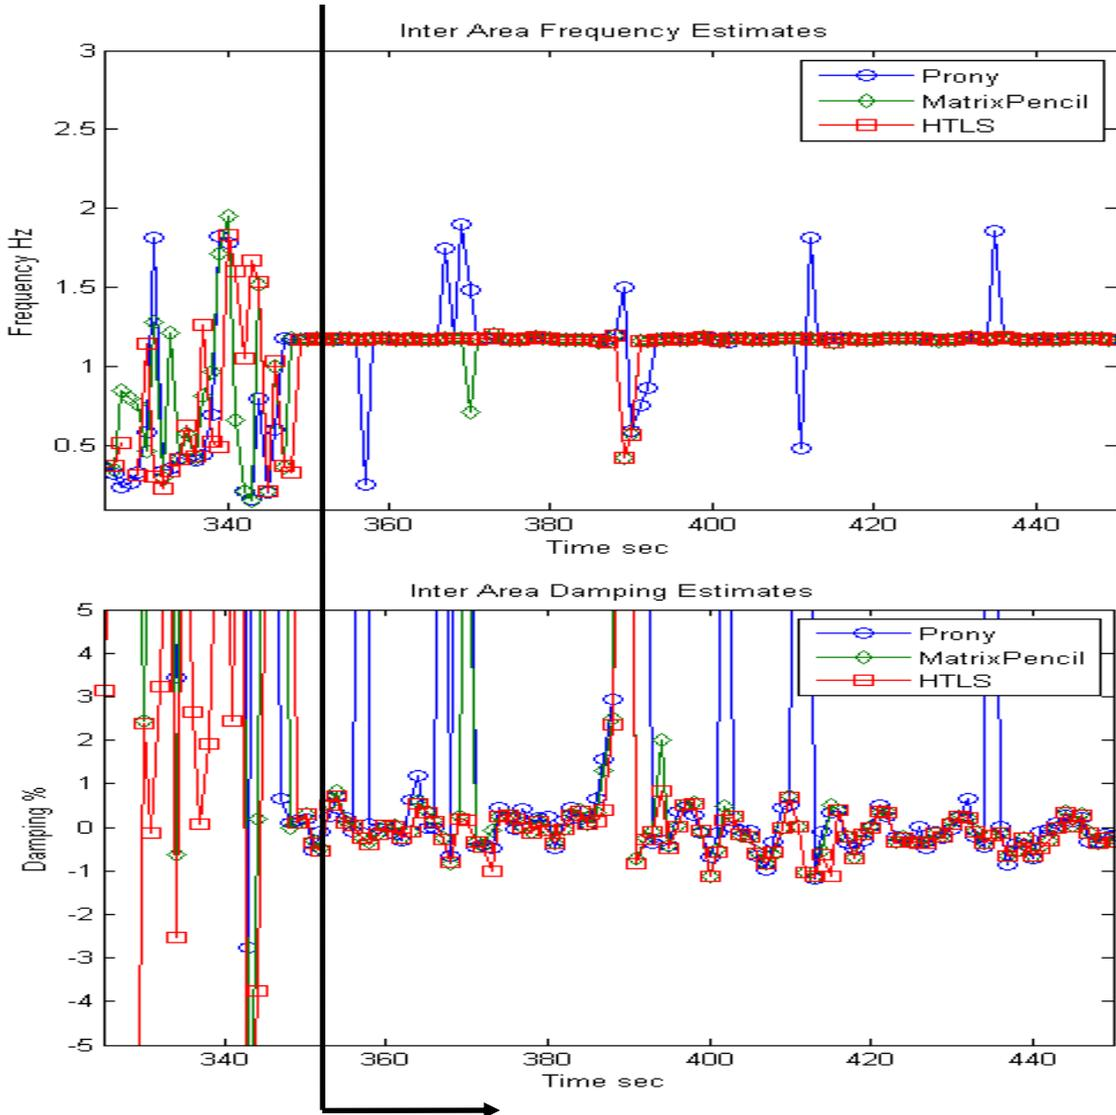 Inter Area Frequency Estimates
3
2.5
2
1.5
1
0.5
Frequency Hz
Prony
MatrixPencil
HTLS
340
360
380
400
420
440
Time sec
Inter Area Damping Estimates
5
4
3
2
1
0
-1
-2
-3
-4
-5
Damping %
Prony
MatrixPencil
HTLS
340
360
380
400
420
440
Time sec